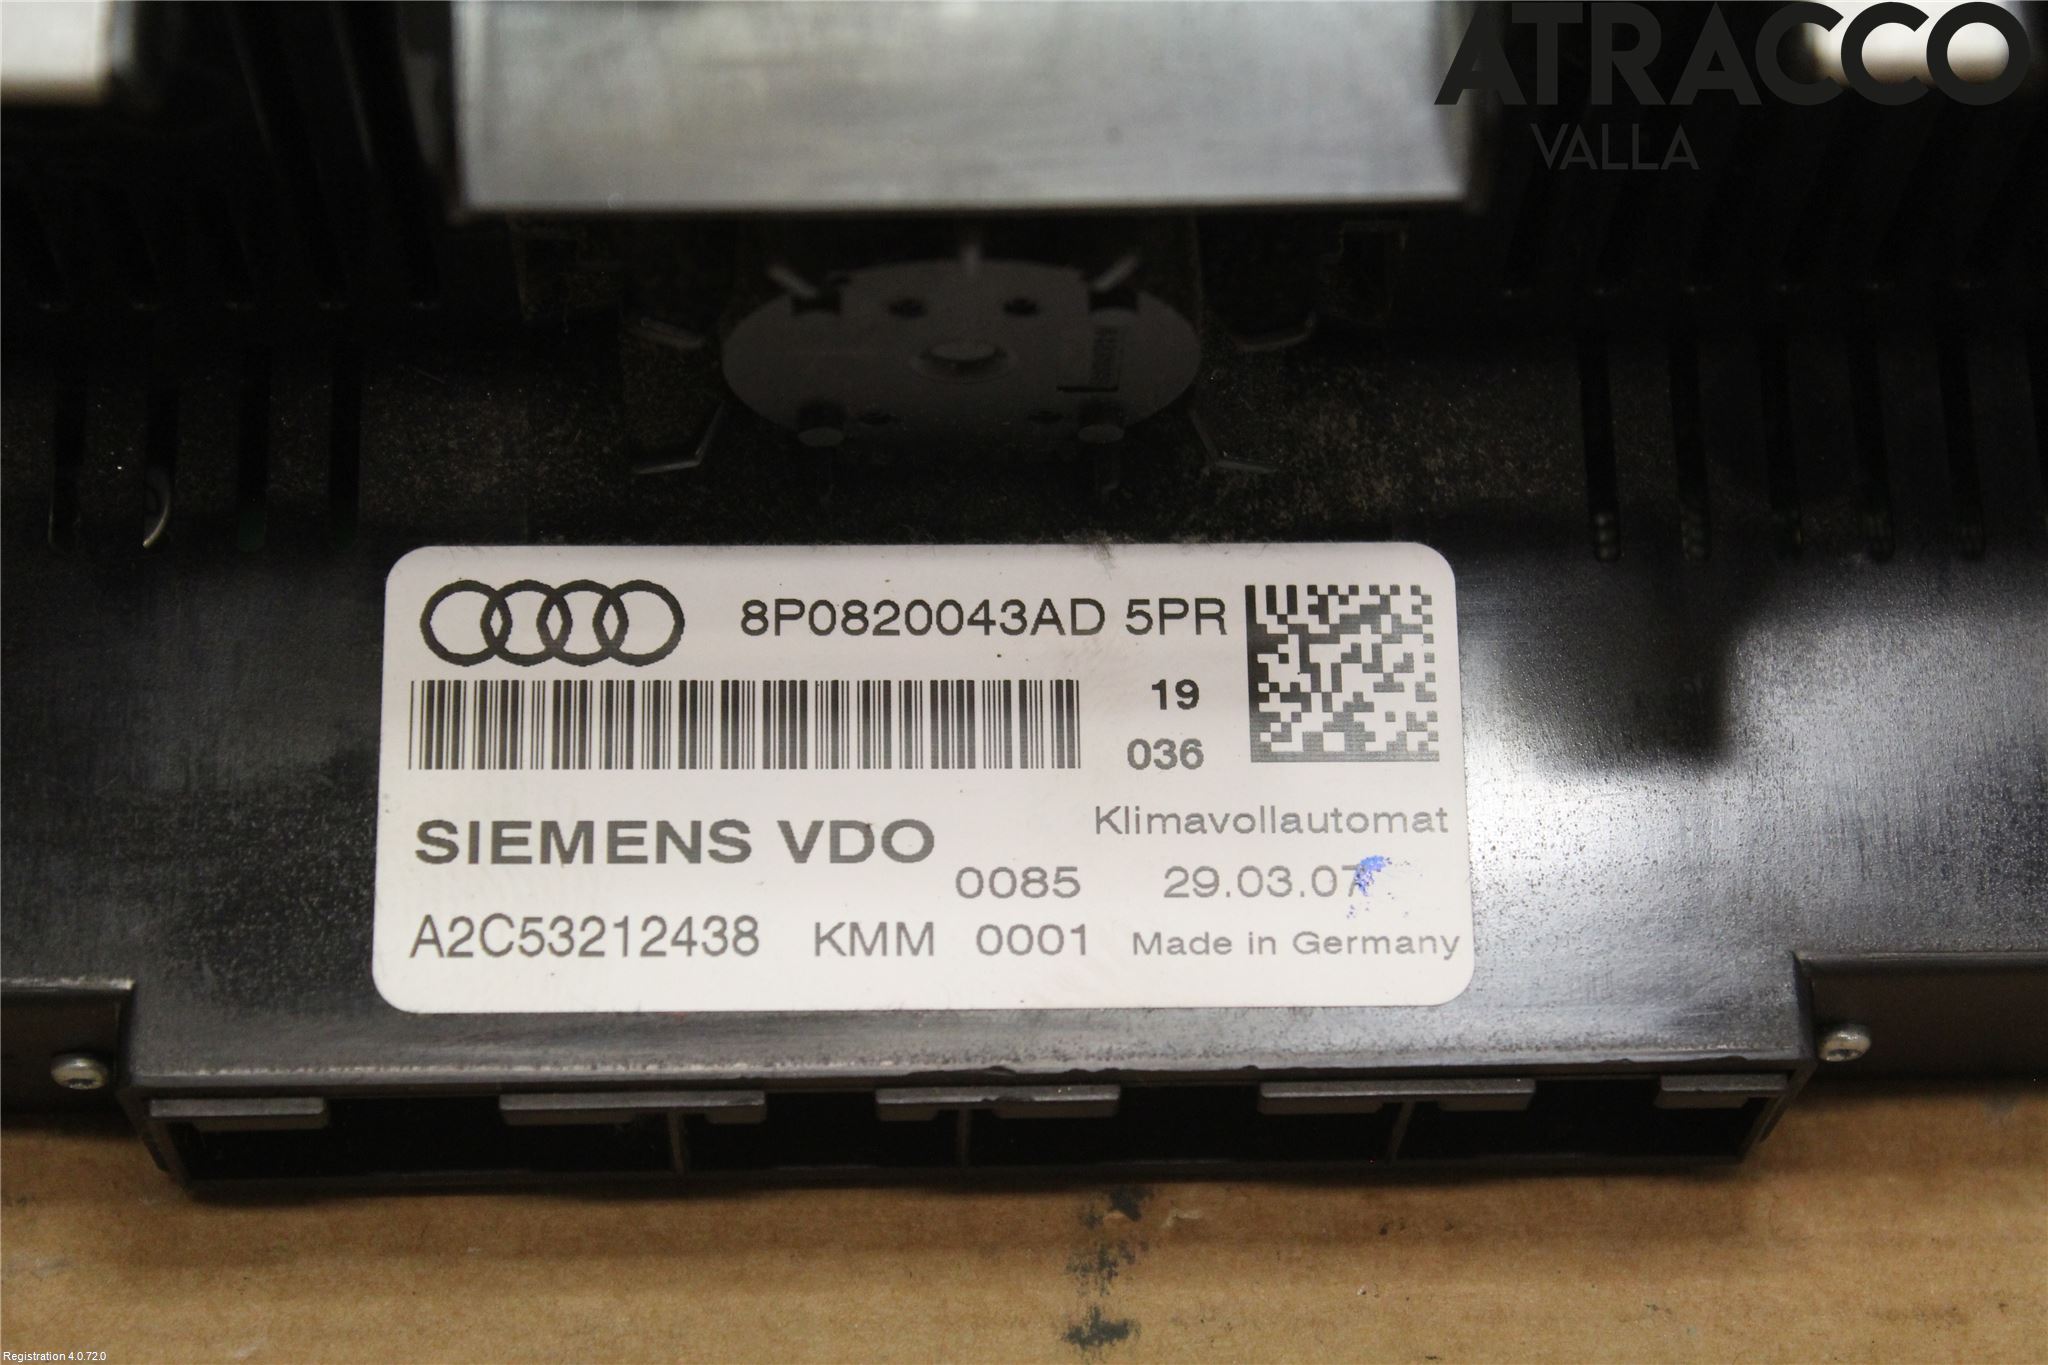 ATRACCO
VALLA
8P0820043AD 5PR
19
036
SIEMENS VDO
Klimavollautomat
0085 29.03.07
A2C53212438 KMM 0001 Made in Germany
Registration 4.0.72.0